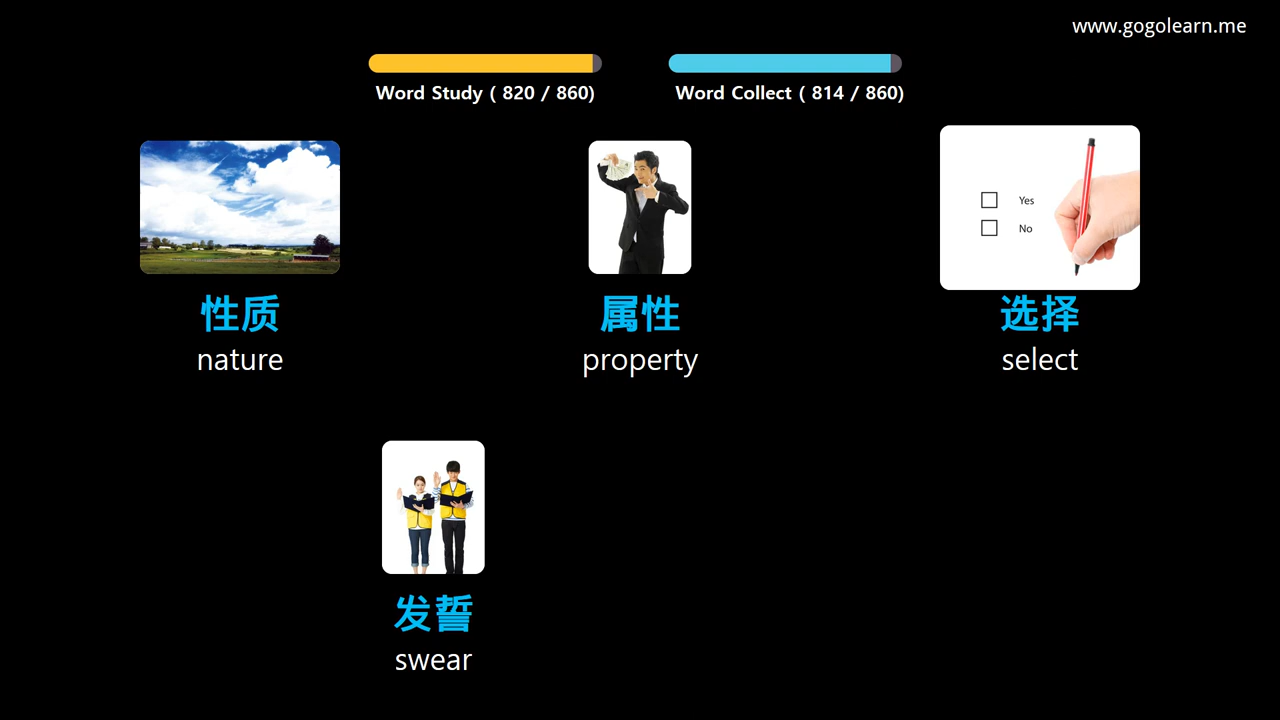 www.gogolearn.me
Word Study ( 820 / 860)
Word Collect ( 814 / 860)
Yes
No
性质
属性
选择
nature
property
select
发誓
swear